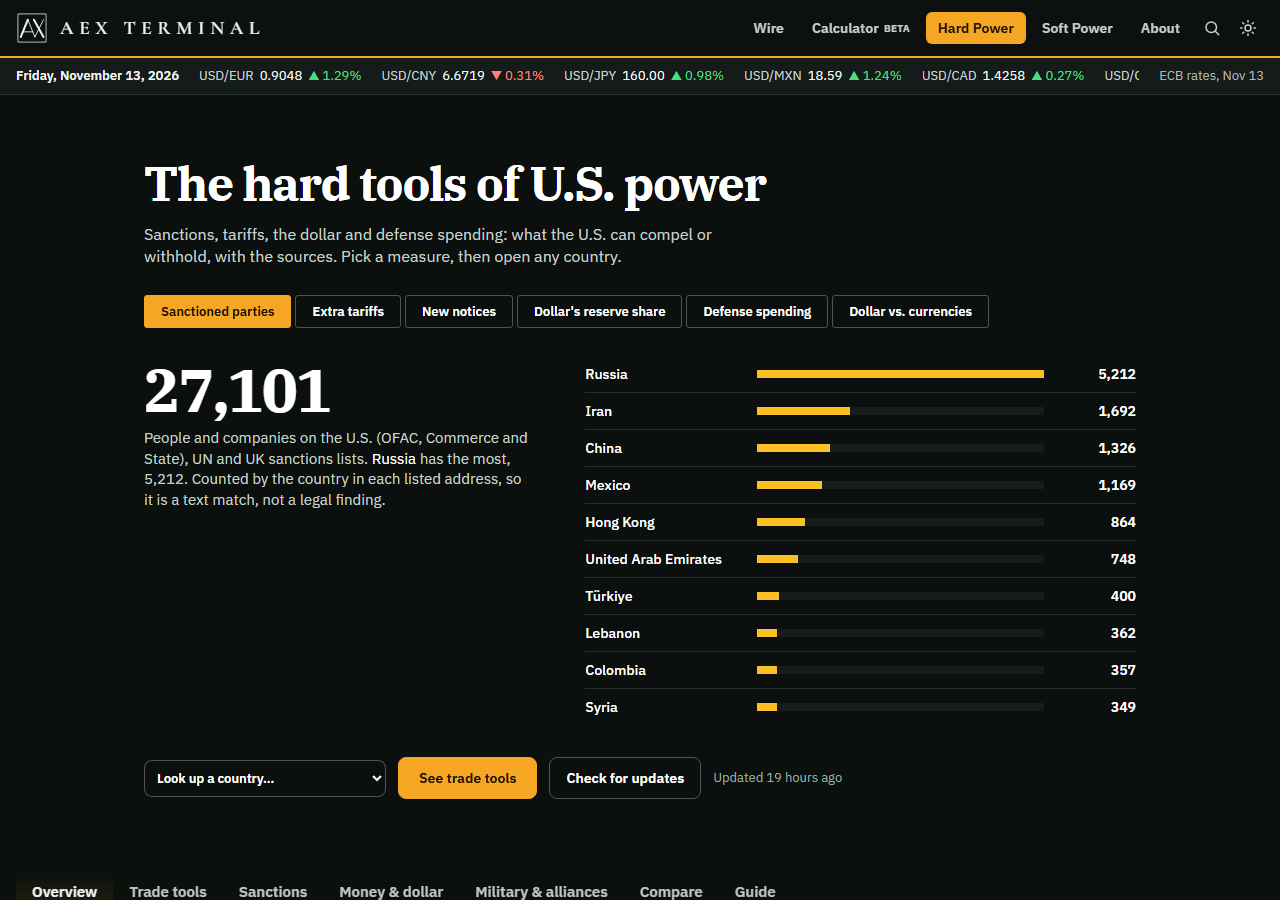 AEX TERMINAL
Wire
Calculator BETA
Hard Power
Soft Power
About
Friday, November 13, 2026
USD/EUR 0.9048 ▲ 1.29%
USD/CNY 6.6719 ▼ 0.31%
USD/JPY 160.00 ▲ 0.98%
USD/MXN 18.59 ▲ 1.24%
USD/CAD 1.4258 ▲ 0.27%
ECB rates, Nov 13
The hard tools of U.S. power
Sanctions, tariffs, the dollar and defense spending: what the U.S. can compel or
withhold, with the sources. Pick a measure, then open any country.
Sanctioned parties
Extra tariffs
New notices
Dollar's reserve share
Defense spending
Dollar vs. currencies
27,101
People and companies on the U.S. (OFAC, Commerce and
State), UN and UK sanctions lists. Russia has the most,
5,212. Counted by the country in each listed address, so
it is a text match, not a legal finding.
Russia 5,212
Iran 1,692
China 1,326
Mexico 1,169
Hong Kong 864
United Arab Emirates 748
Türkiye 400
Lebanon 362
Colombia 357
Syria 349
Look up a country...
See trade tools
Check for updates
Updated 19 hours ago
Overview
Trade tools
Sanctions
Money & dollar
Military & alliances
Compare
Guide